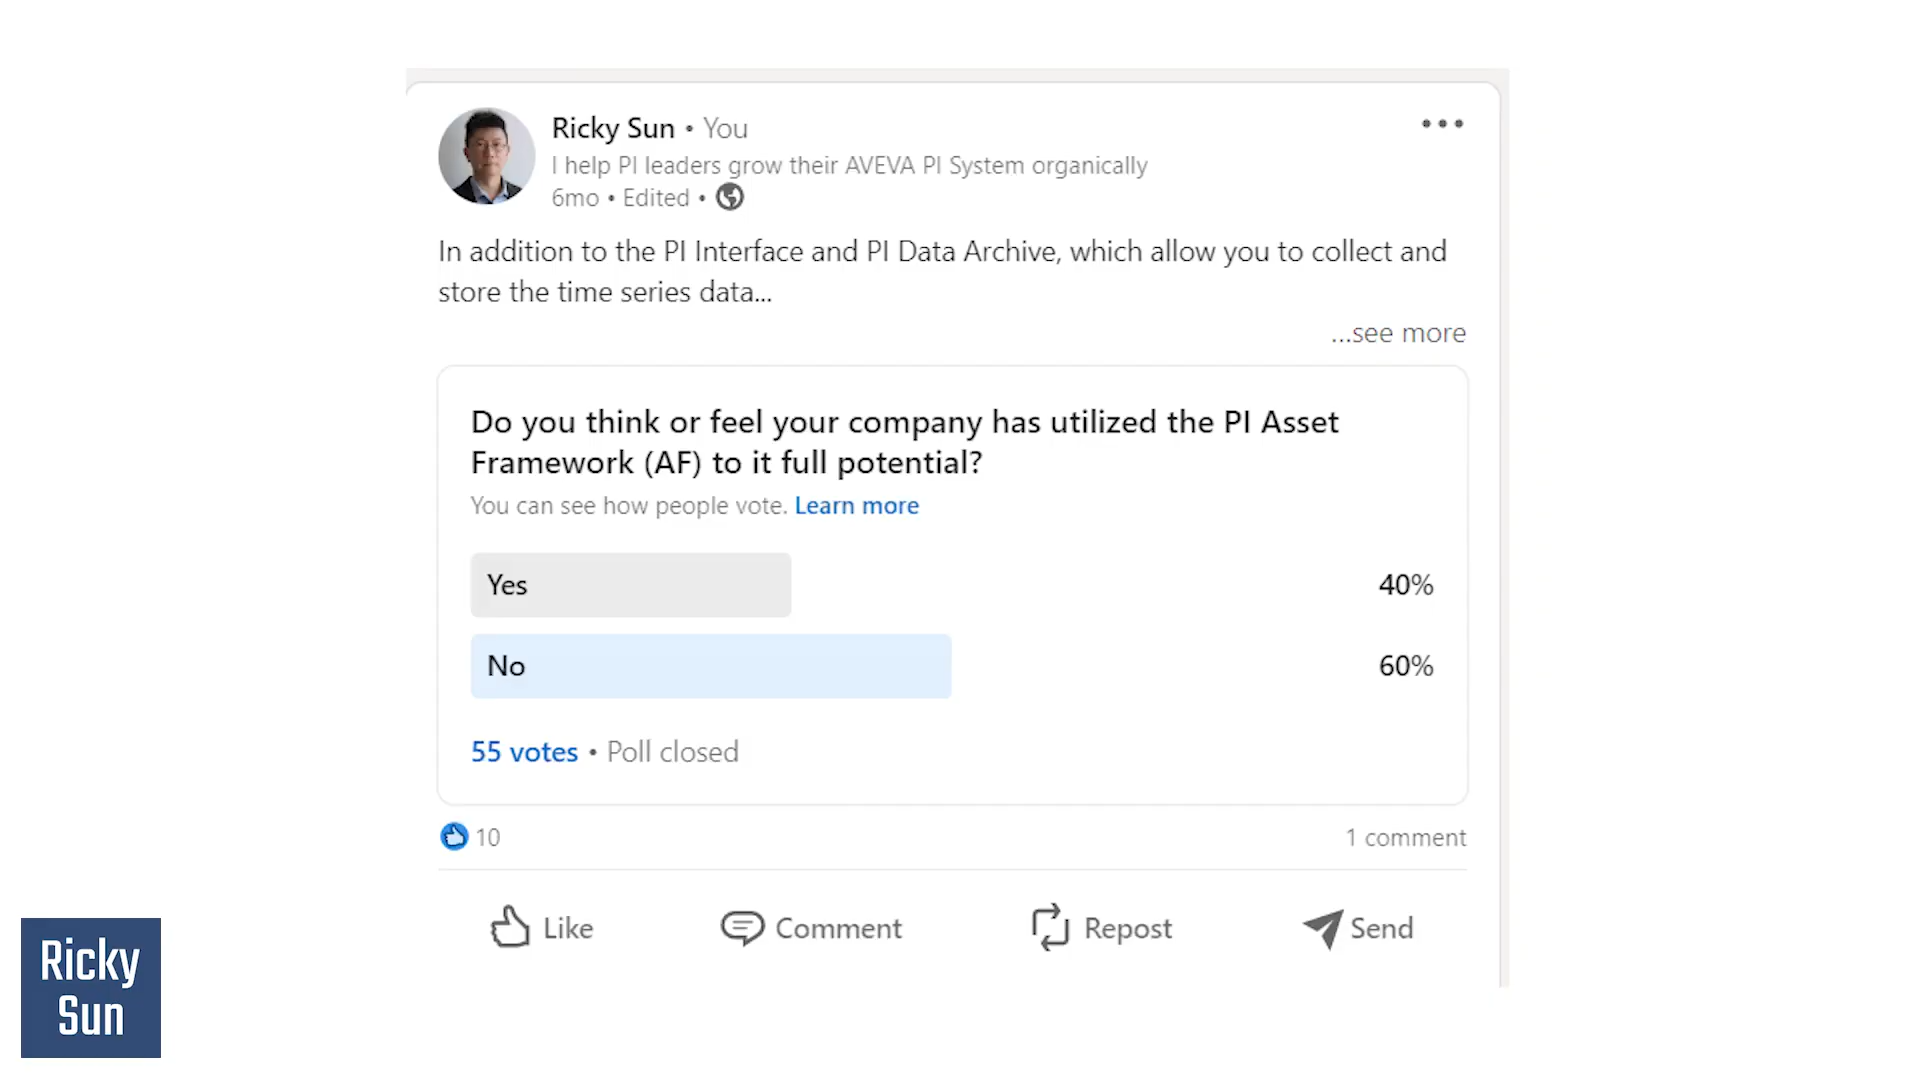 Ricky Sun • You
I help PI leaders grow their AVEVA PI System organically
6mo • Edited •
In addition to the PI Interface and PI Data Archive, which allow you to collect and
store the time series data...
...see more
Do you think or feel your company has utilized the PI Asset
Framework (AF) to it full potential?
You can see how people vote. Learn more
Yes 40%
No 60%
55 votes • Poll closed
10 1 comment
Like Comment Repost Send
Ricky
Sun